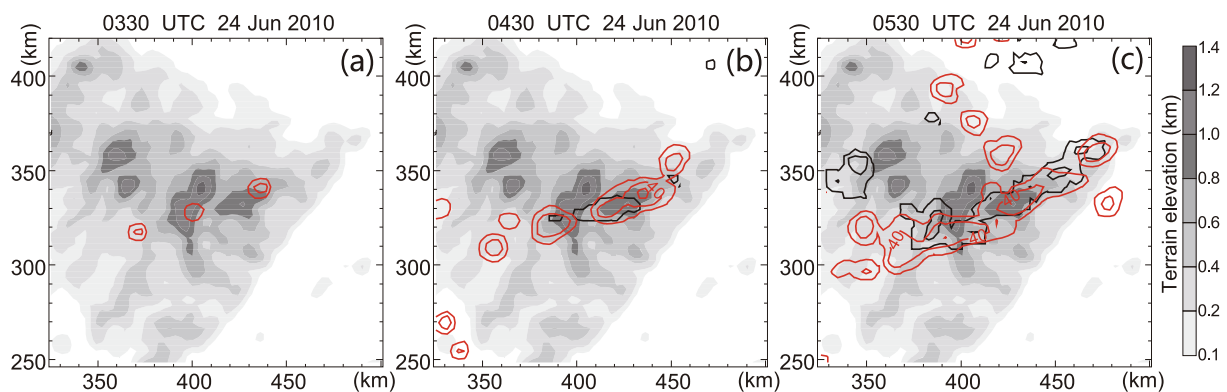 0330 UTC 24 Jun 2010
0430 UTC 24 Jun 2010
0530 UTC 24 Jun 2010
(km)
(km)
(km)
(a)
(b)
(c)
400
350
300
250
400
350
300
250
400
350
300
250
350 400 450 (km)
350 400 450 (km)
350 400 450 (km)
40
40
40
40
Terrain elevation (km)
1.4
1.2
1.0
0.8
0.6
0.4
0.2
0.1